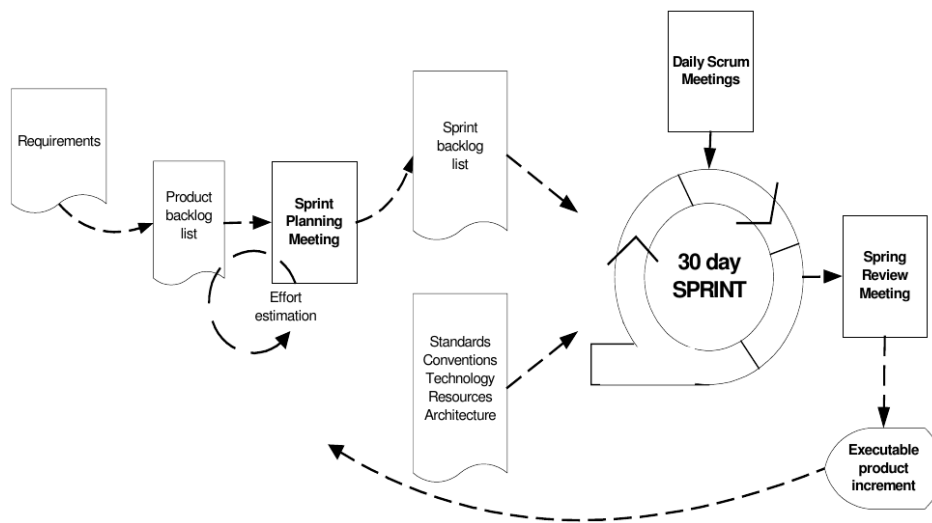 Requirements
Product
backlog
list
Sprint
Planning
Meeting
Effort
estimation
Sprint
backlog
list
Standards
Conventions
Technology
Resources
Architecture
Daily Scrum
Meetings
30 day
SPRINT
Spring
Review
Meeting
Executable
product
increment